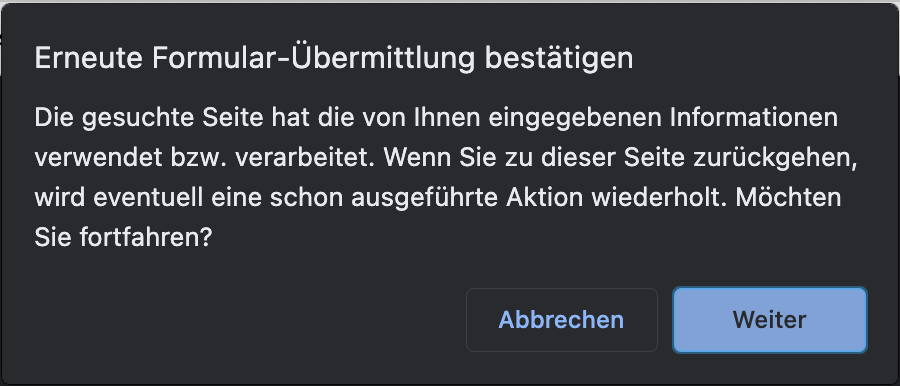 Erneute Formular-Übermittlung bestätigen
Die gesuchte Seite hat die von Ihnen eingegebenen Informationen
verwendet bzw. verarbeitet. Wenn Sie zu dieser Seite zurückgehen,
wird eventuell eine schon ausgeführte Aktion wiederholt. Möchten
Sie fortfahren?
Abbrechen
Weiter